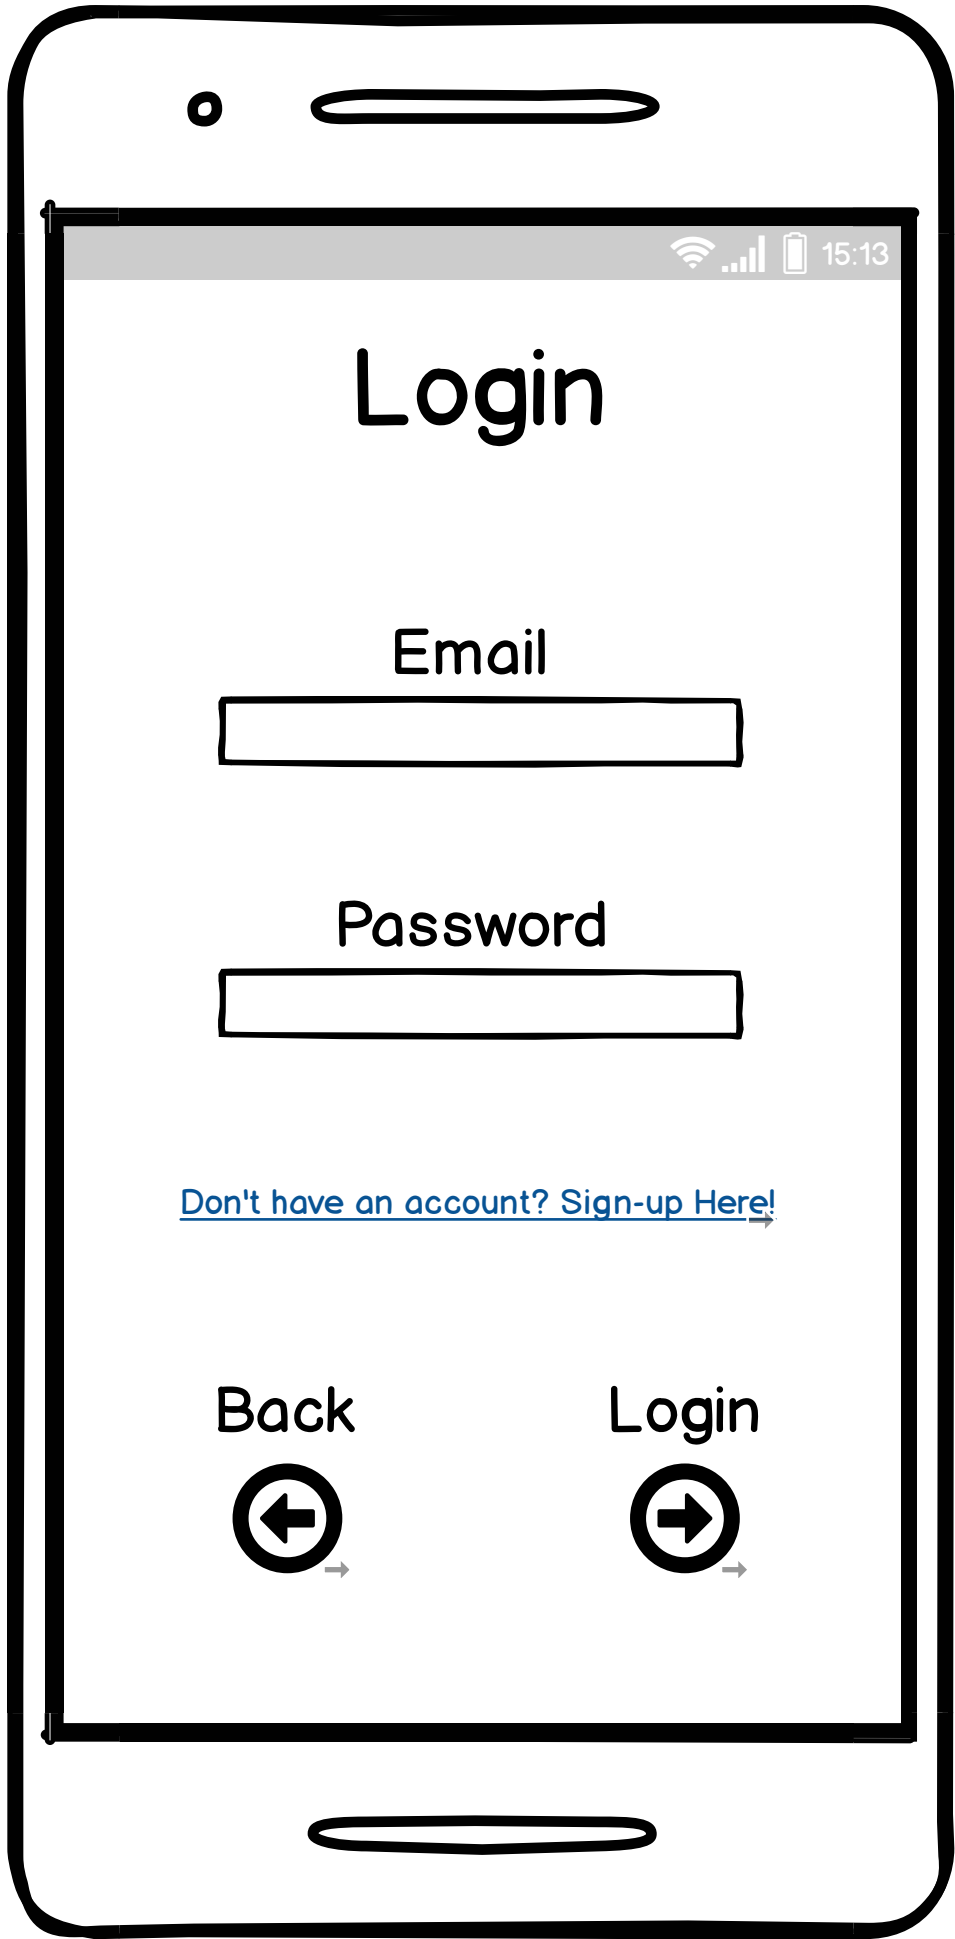 15:13
Login
Email
Password
Don't have an account? Sign-up Here!
Back
Login